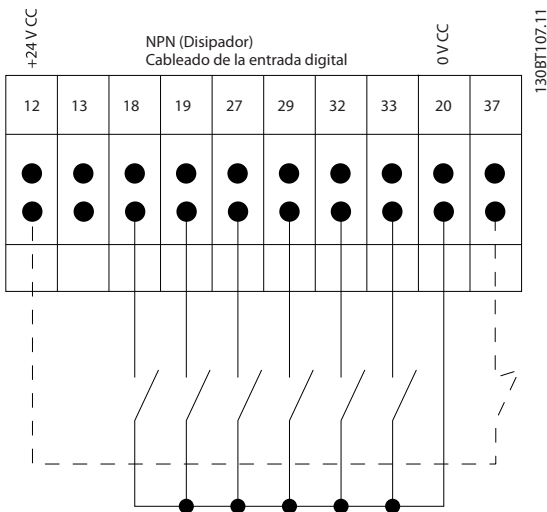 +24 V CC
NPN (Disipador)
Cableado de la entrada digital
0 V CC
130BT107.11
12 13 18 19 27 29 32 33 20 37